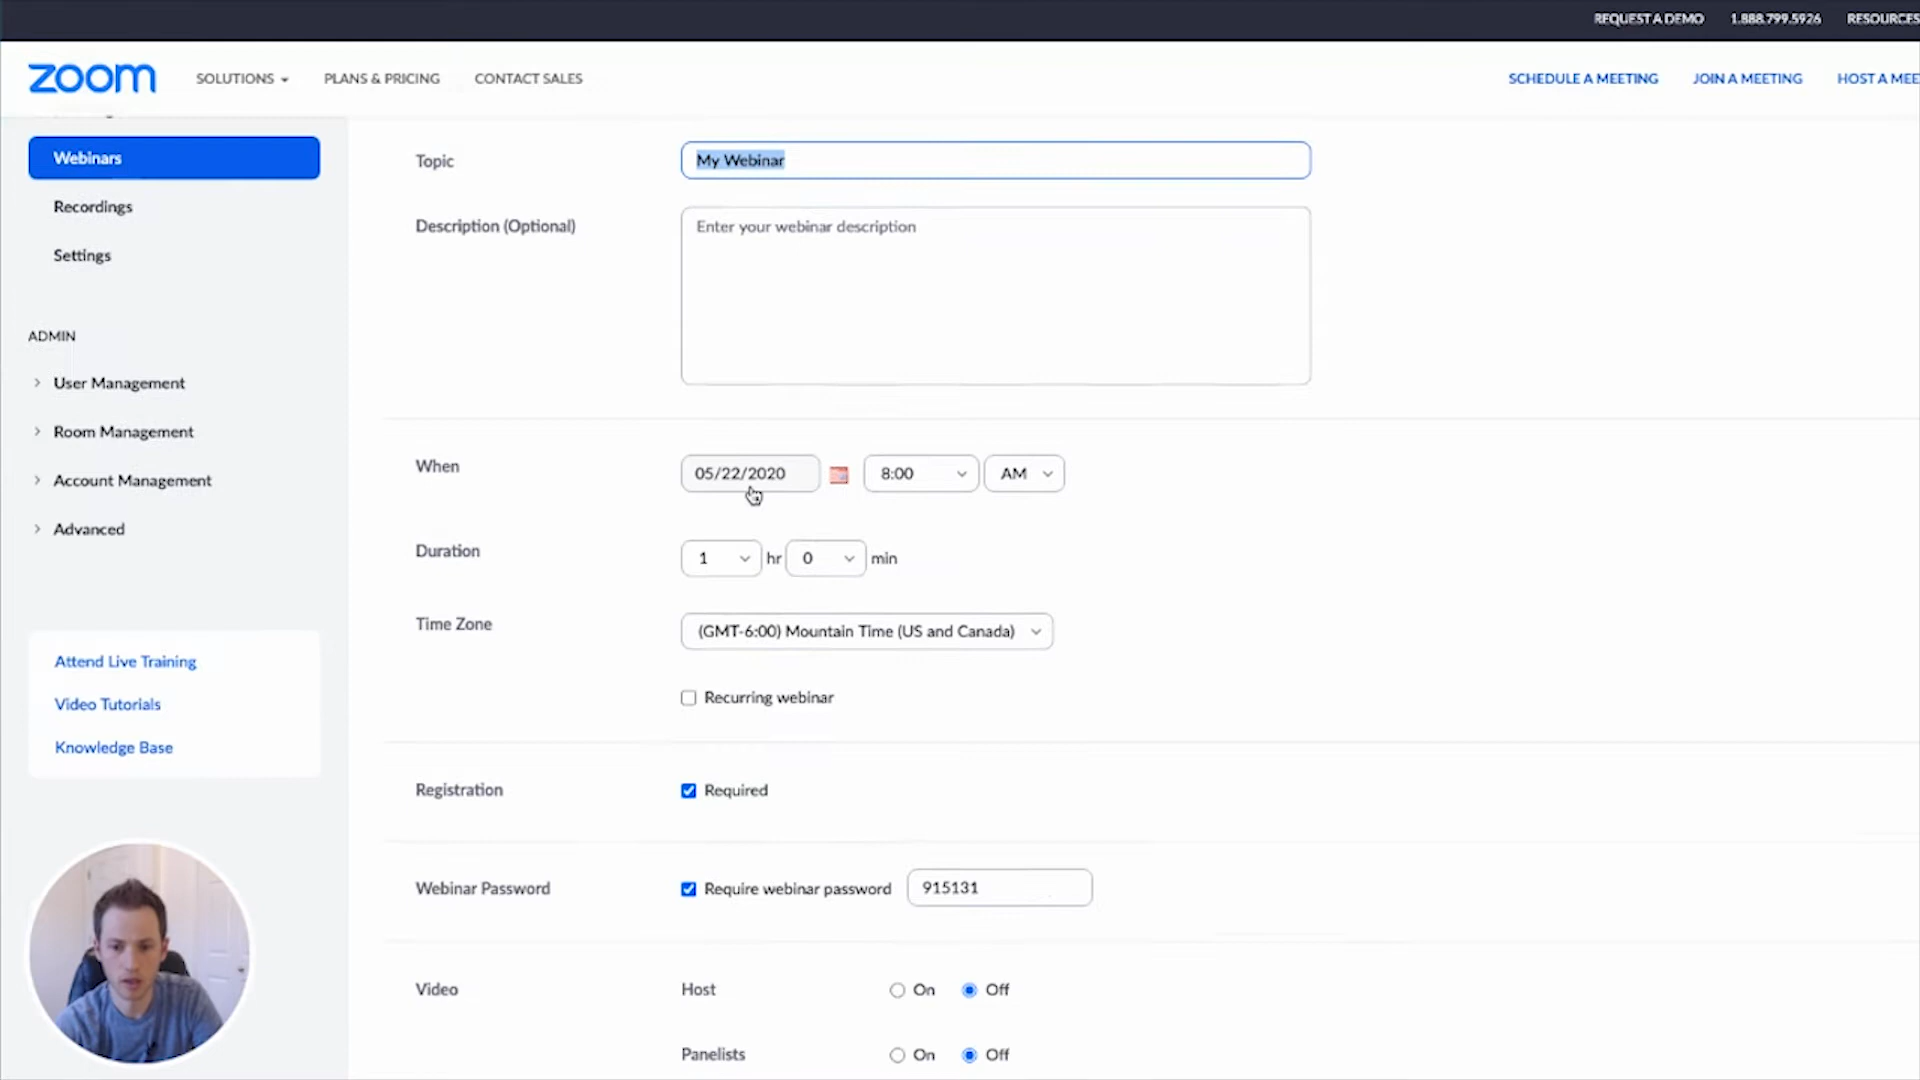 REQUEST A DEMO 1.888.799.5926 RESOURCES
zoom SOLUTIONS PLANS & PRICING CONTACT SALES SCHEDULE A MEETING JOIN A MEETING HOST A MEE
Webinars
Recordings
Settings
ADMIN
User Management
Room Management
Account Management
Advanced
Attend Live Training
Video Tutorials
Knowledge Base
Topic My Webinar
Description (Optional) Enter your webinar description
When 05/22/2020 8:00 AM
Duration 1 hr 0 min
Time Zone (GMT-6:00) Mountain Time (US and Canada)
Recurring webinar
Registration Required
Webinar Password Require webinar password 915131
Video Host On Off
Panelists On Off